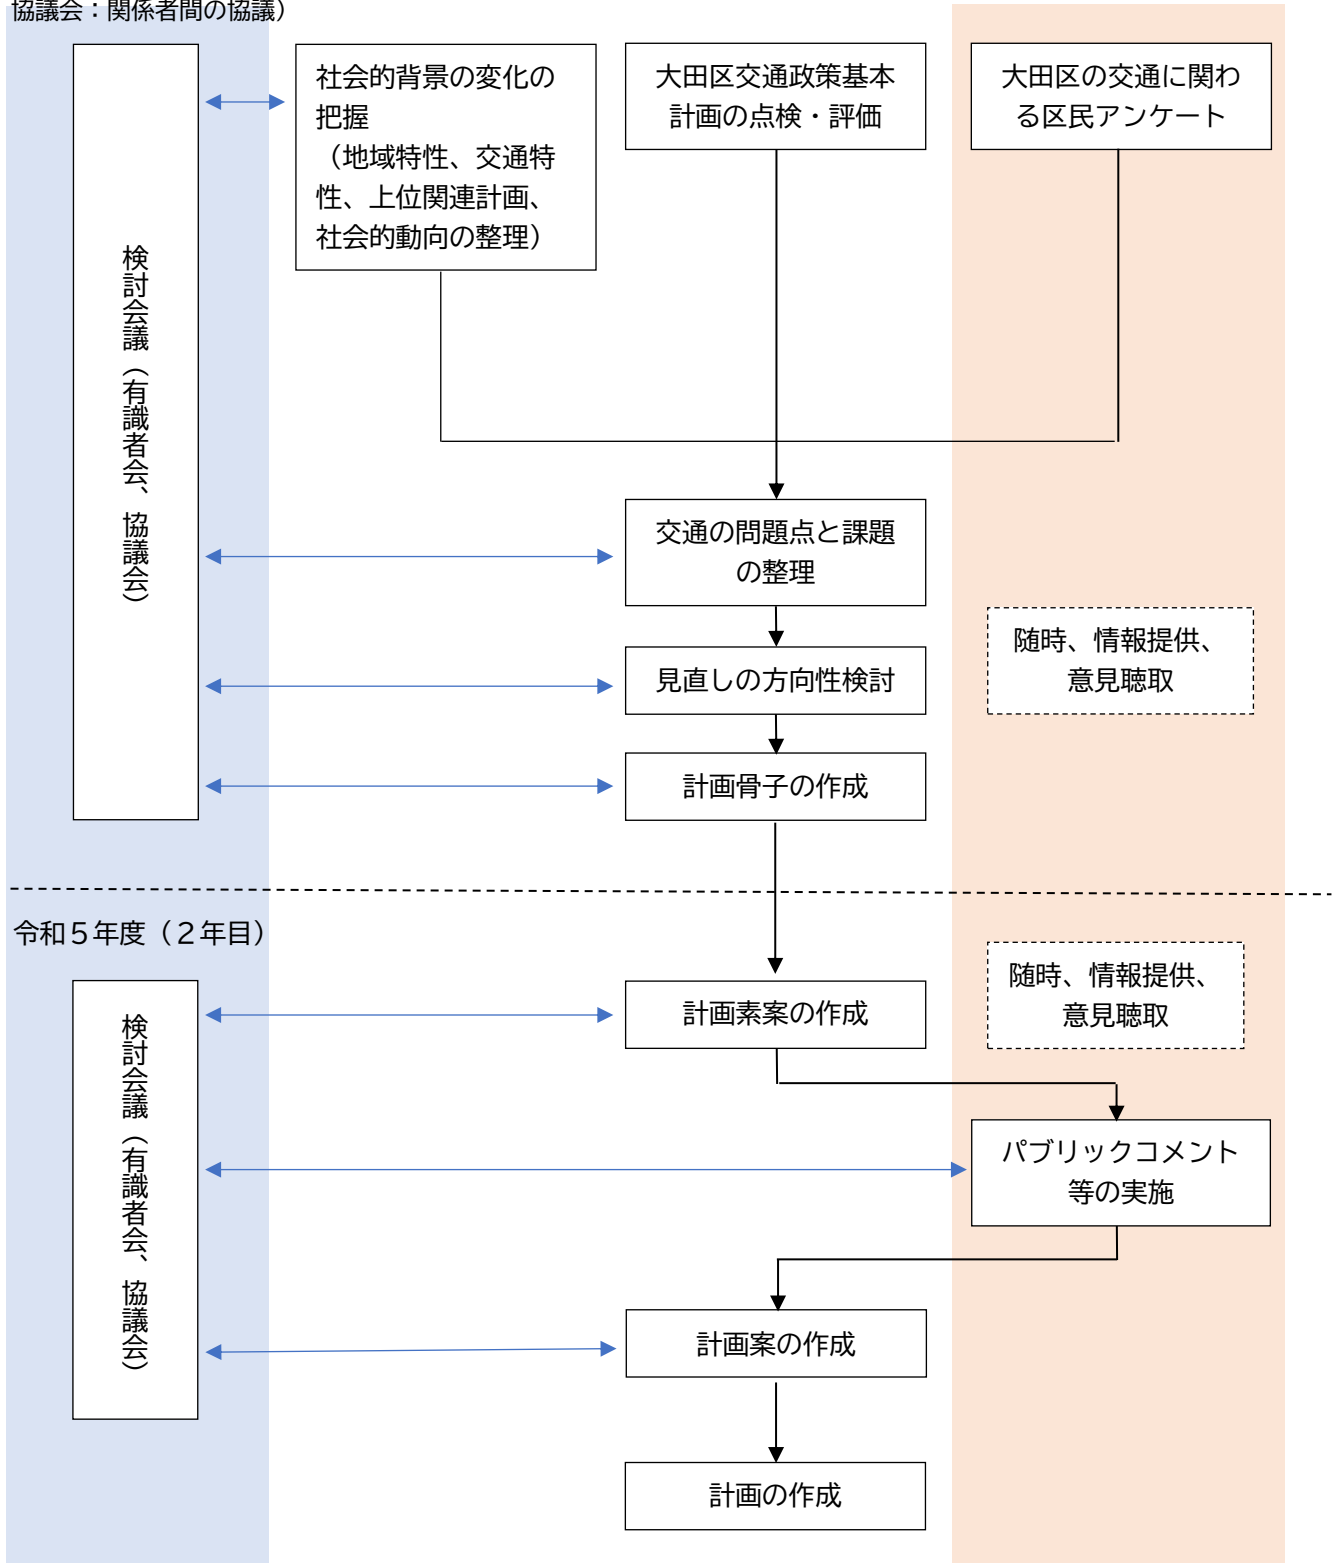 協議会：関係者間の協議）
検討会議（有識者会、協議会）
社会的背景の変化の
把握
（地域特性、交通特
性、上位関連計画、
社会的動向の整理）
大田区交通政策基本
計画の点検・評価
大田区の交通に関わ
る区民アンケート
交通の問題点と課題
の整理
見直しの方向性検討
計画骨子の作成
随時、情報提供、
意見聴取
令和５年度（２年目）
検討会議（有識者会、協議会）
計画素案の作成
随時、情報提供、
意見聴取
パブリックコメント
等の実施
計画案の作成
計画の作成